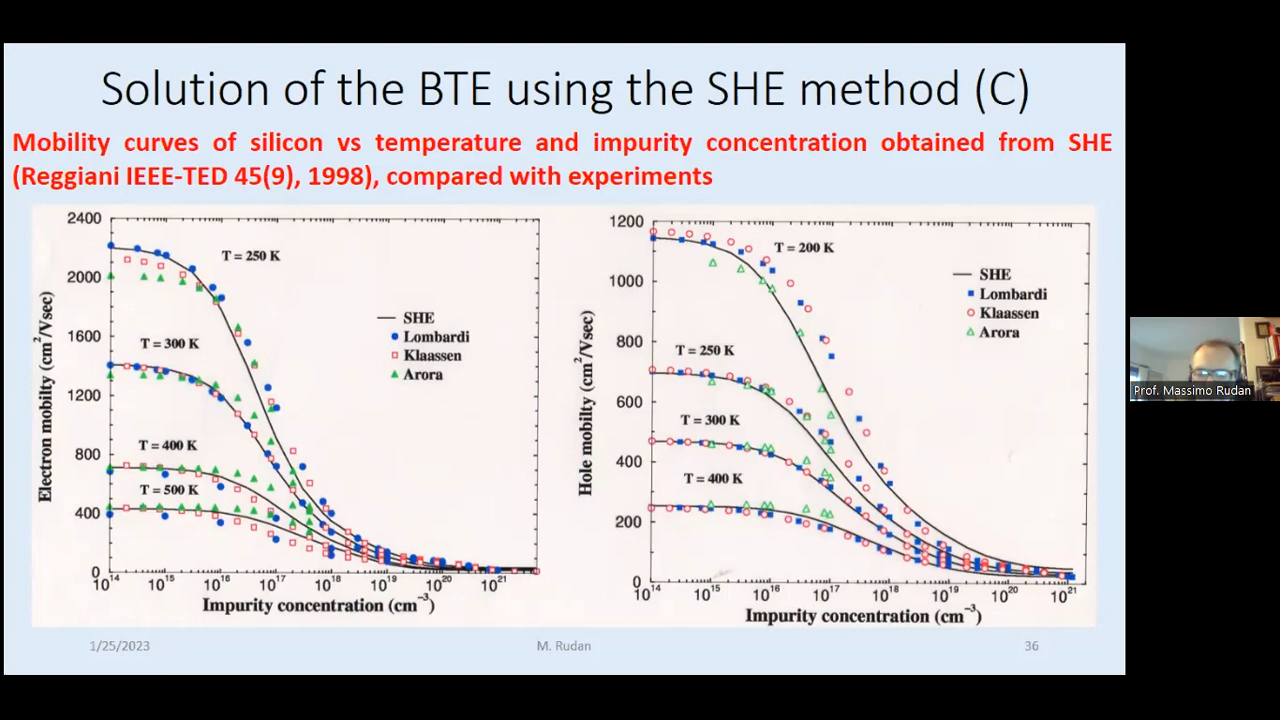 Solution of the BTE using the SHE method (C)
Mobility curves of silicon vs temperature and impurity concentration obtained from SHE
(Reggiani IEEE-TED 45(9), 1998), compared with experiments
2400
2000
1600
1200
800
400
0
Electron mobilty (cm²/Vsec)
T = 250 K
T = 300 K
T = 400 K
T = 500 K
SHE
Lombardi
Klaassen
Arora
10¹⁴ 10¹⁵ 10¹⁶ 10¹⁷ 10¹⁸ 10¹⁹ 10²⁰ 10²¹
Impurity concentration (cm⁻³)
1200
1000
800
600
400
200
0
Hole mobilty (cm²/Vsec)
T = 200 K
T = 250 K
T = 300 K
T = 400 K
SHE
Lombardi
Klaassen
Arora
10¹⁴ 10¹⁵ 10¹⁶ 10¹⁷ 10¹⁸ 10¹⁹ 10²⁰ 10²¹
Impurity concentration (cm⁻³)
1/25/2023
M. Rudan
36
Prof. Massimo Rudan